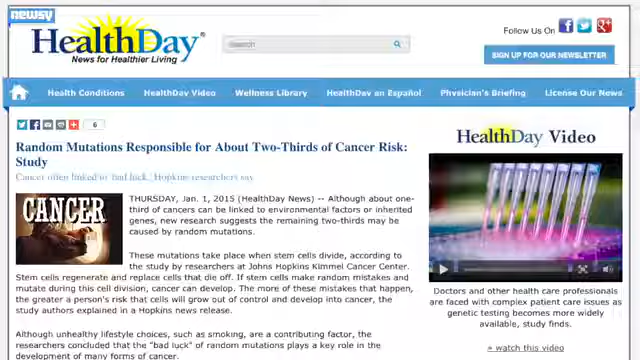 newsy
HealthDay®
News for Healthier Living
Search
Follow Us On
SIGN UP FOR OUR NEWSLETTER
Health Conditions HealthDay Video Wellness Library HealthDay en Español Physician's Briefing License Our News
6
Random Mutations Responsible for About Two-Thirds of Cancer Risk:
Study
Cancer often linked to 'bad luck,' Hopkins researchers say
CANCER
THURSDAY, Jan. 1, 2015 (HealthDay News) -- Although about one-
third of cancers can be linked to environmental factors or inherited
genes, new research suggests the remaining two-thirds may be
caused by random mutations.
These mutations take place when stem cells divide, according to
the study by researchers at Johns Hopkins Kimmel Cancer Center.
Stem cells regenerate and replace cells that die off. If stem cells make random mistakes and
mutate during this cell division, cancer can develop. The more of these mistakes that happen,
the greater a person's risk that cells will grow out of control and develop into cancer, the
study authors explained in a Hopkins news release.
Although unhealthy lifestyle choices, such as smoking, are a contributing factor, the
researchers concluded that the "bad luck" of random mutations plays a key role in the
development of many forms of cancer.
HealthDay Video
Doctors and other health care professionals
are faced with complex patient care issues as
genetic testing becomes more widely
available, study finds.
» watch this video